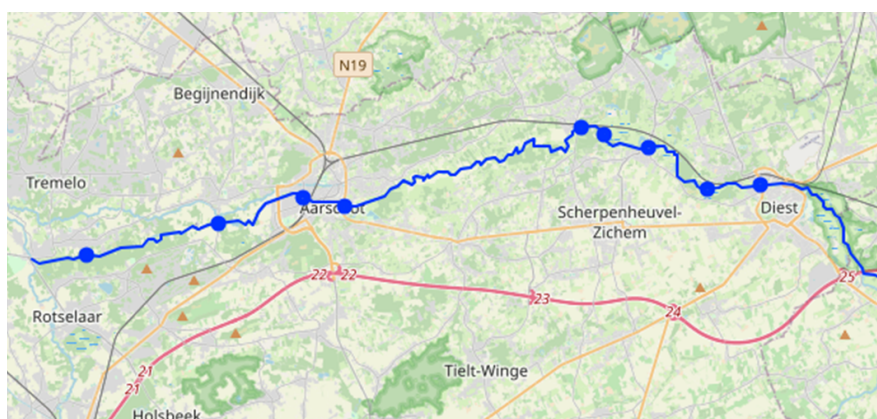 N19
Begijnendijk
Tremelo
Aarschot
Scherpenheuvel-
Zichem
Diest
22
22
25
23
24
Rotselaar
21
21
Tielt-Winge
Holsbeek